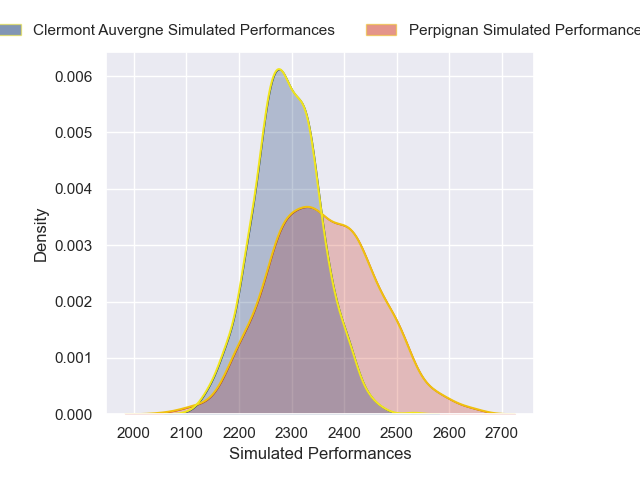 Clermont Auvergne Simulated Performances
Perpignan Simulated Performance
0.006
0.005
0.004
0.003
0.002
0.001
0.000
Density
2000 2100 2200 2300 2400 2500 2600 2700
Simulated Performances